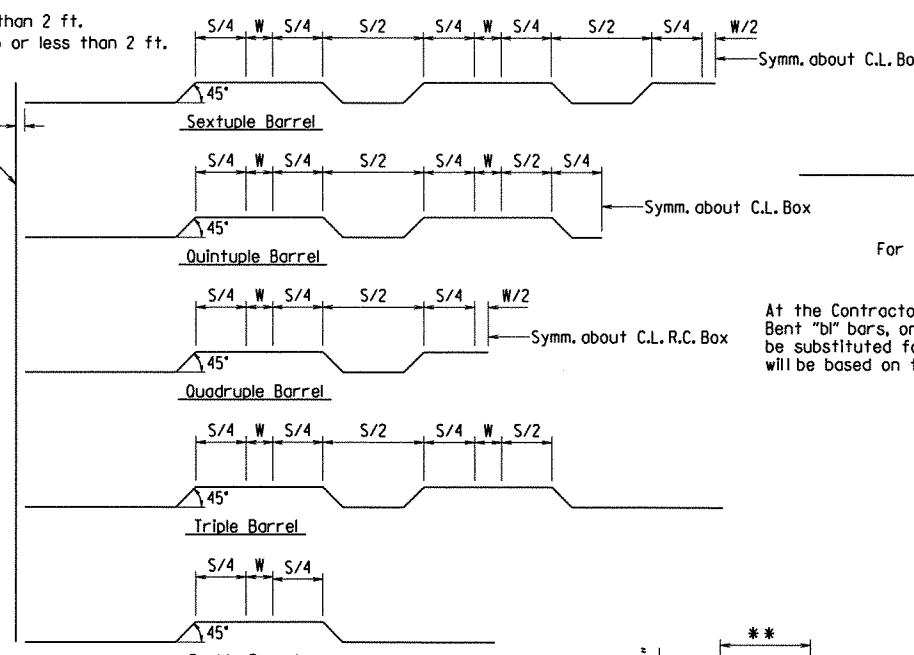 than 2 ft.
or less than 2 ft.
S/4 W S/4 S/2 S/4 W S/4 S/2 S/4 W/2
Symm. about C.L. Bo
45°
Sextuple Barrel
S/4 W S/4 S/2 S/4 W S/2 S/4
Symm. about C.L. Box
45°
Quintuple Barrel
For
S/4 W S/4 S/2 S/4 W/2
Symm. about C.L. R.C. Box
45°
Quadruple Barrel
At the Contracto
Bent "bl" bars, or
be substituted fo
will be based on t
S/4 W S/4 S/2 S/4 W S/2
45°
Triple Barrel
S/4 W S/4
45°
**